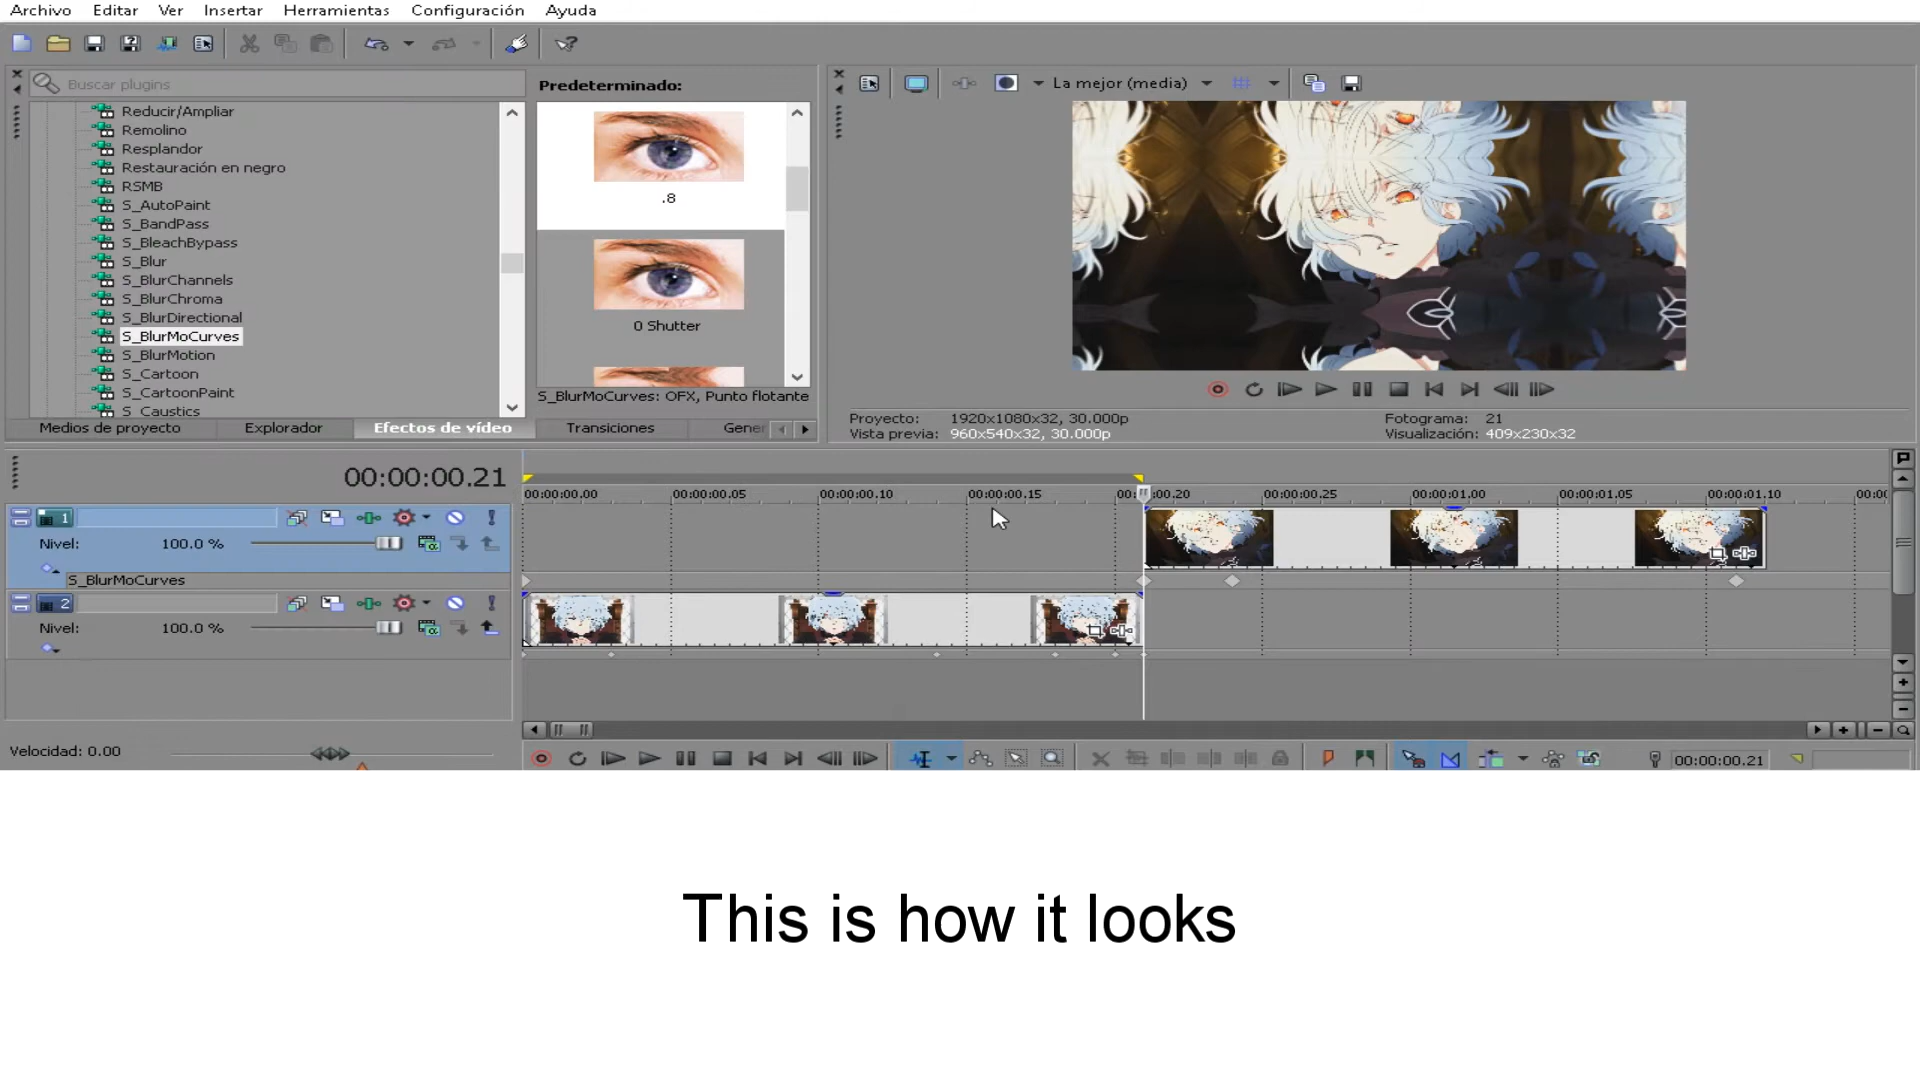 Archivo Editar Ver Insertar Herramientas Configuración Ayuda
Buscar plugins
Reducir/Ampliar
Remolino
Resplandor
Restauración en negro
RSMB
S_AutoPaint
S_BandPass
S_BleachBypass
S_Blur
S_BlurChannels
S_BlurChroma
S_BlurDirectional
S_BlurMoCurves
S_BlurMotion
S_Cartoon
S_CartoonPaint
S_Caustics
Predeterminado:
.8
0 Shutter
S_BlurMoCurves: OFX, Punto flotante
Medios de proyecto Explorador Efectos de vídeo Transiciones Gener
La mejor (media)
Proyecto: 1920x1080x32, 30.000p Fotograma: 21
Vista previa: 960x540x32, 30.000p Visualización: 409x230x32
00:00:00.21
00:00:00.00 00:00:00.05 00:00:00.10 00:00:00.15 00:00:00.20 00:00:00.25 00:00:01.00 00:00:01.05 00:00:01.10 00:00
1
Nivel: 100.0 %
S_BlurMoCurves
2
Nivel: 100.0 %
Velocidad: 0.00
00:00:00.21
This is how it looks